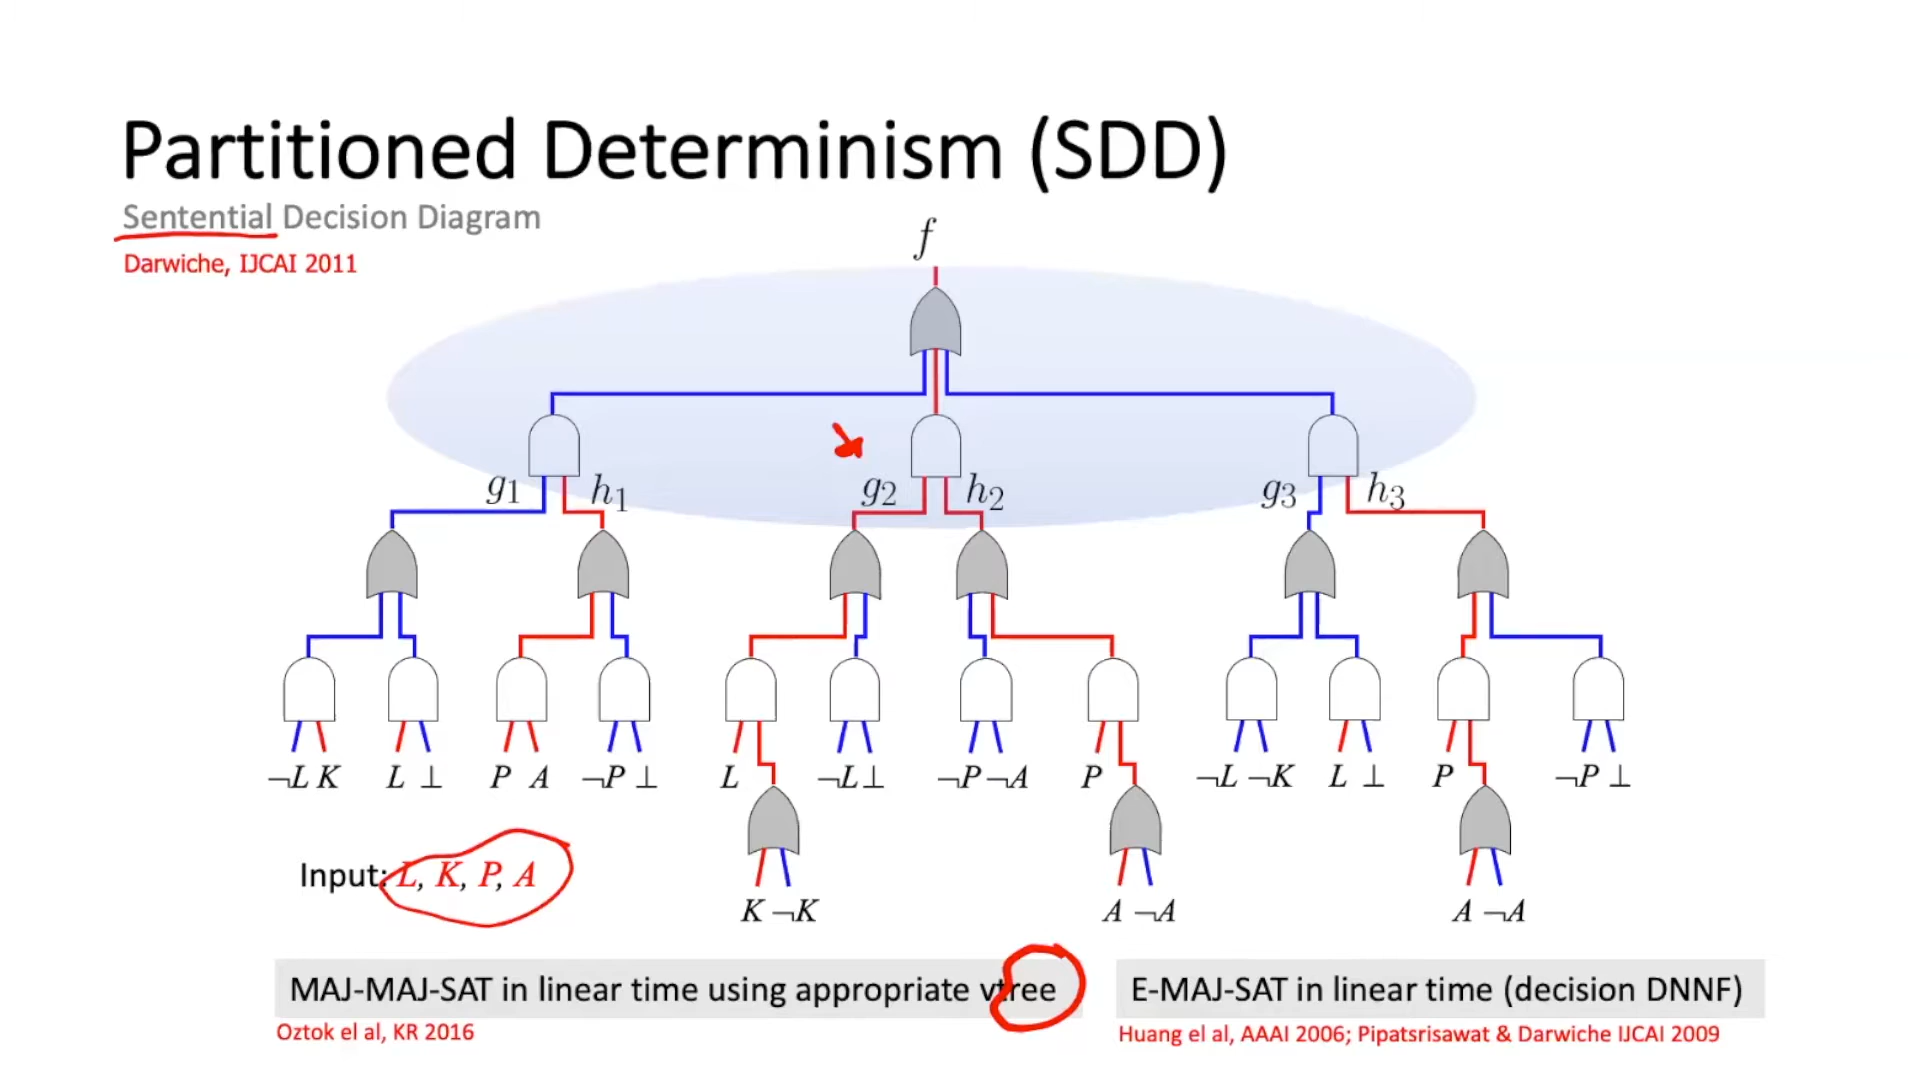 Partitioned Determinism (SDD)
Sentential Decision Diagram
Darwiche, IJCAI 2011
f
g1 h1 g2 h2 g3 h3
¬L K L ⊥ P A ¬P ⊥ L ¬L⊥ ¬P¬A P ¬L ¬K L ⊥ P ¬P ⊥
Input: L, K, P, A
K ¬K A ¬A A ¬A
MAJ-MAJ-SAT in linear time using appropriate vtree
E-MAJ-SAT in linear time (decision DNNF)
Oztok el al, KR 2016
Huang el al, AAAI 2006; Pipatsrisawat & Darwiche IJCAI 2009